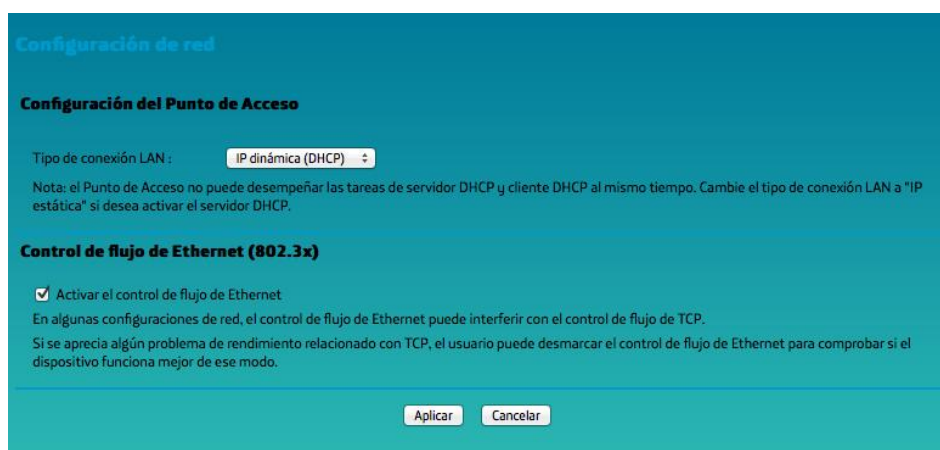 Configuración de red
Configuración del Punto de Acceso
Tipo de conexión LAN : IP dinámica (DHCP)
Nota: el Punto de Acceso no puede desempeñar las tareas de servidor DHCP y cliente DHCP al mismo tiempo. Cambie el tipo de conexión LAN a "IP
estática" si desea activar el servidor DHCP.
Control de flujo de Ethernet (802.3x)
Activar el control de flujo de Ethernet
En algunas configuraciones de red, el control de flujo de Ethernet puede interferir con el control de flujo de TCP.
Si se aprecia algún problema de rendimiento relacionado con TCP, el usuario puede desmarcar el control de flujo de Ethernet para comprobar si el
dispositivo funciona mejor de ese modo.
Aplicar Cancelar